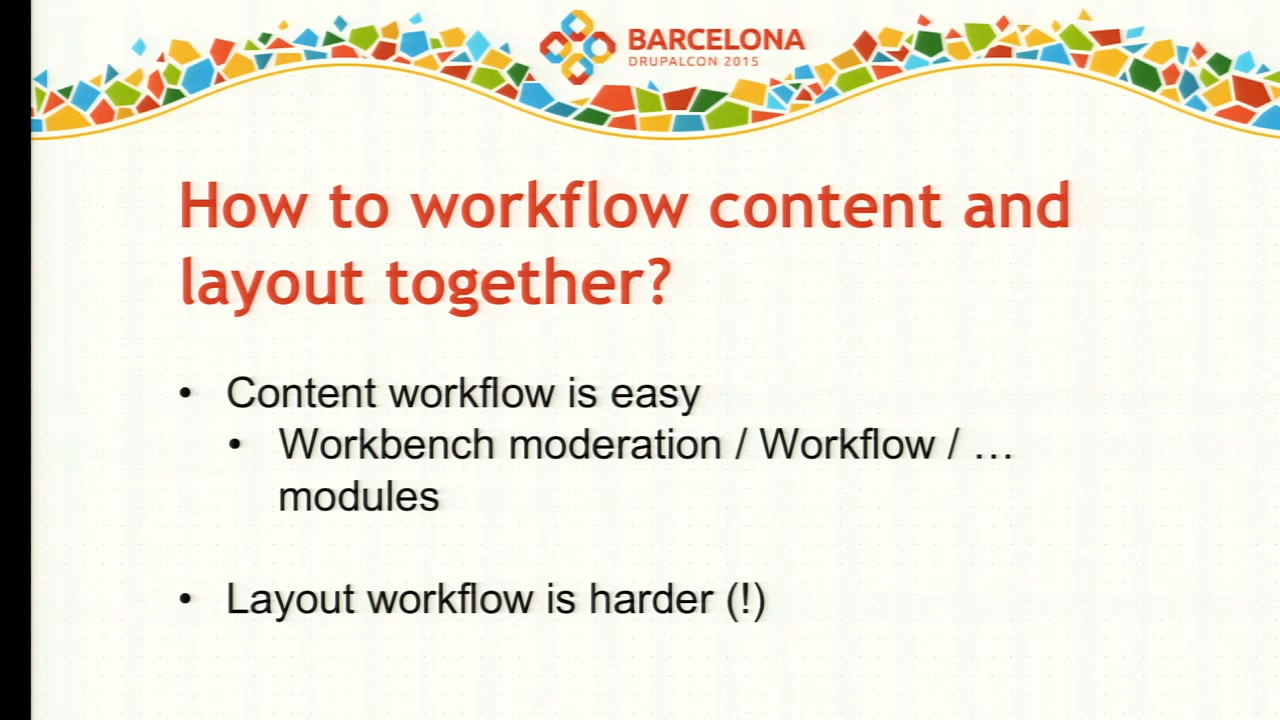 BARCELONA
DRUPALCON 2015
How to workflow content and
layout together?
• Content workflow is easy
• Workbench moderation / Workflow / …
modules
• Layout workflow is harder (!)